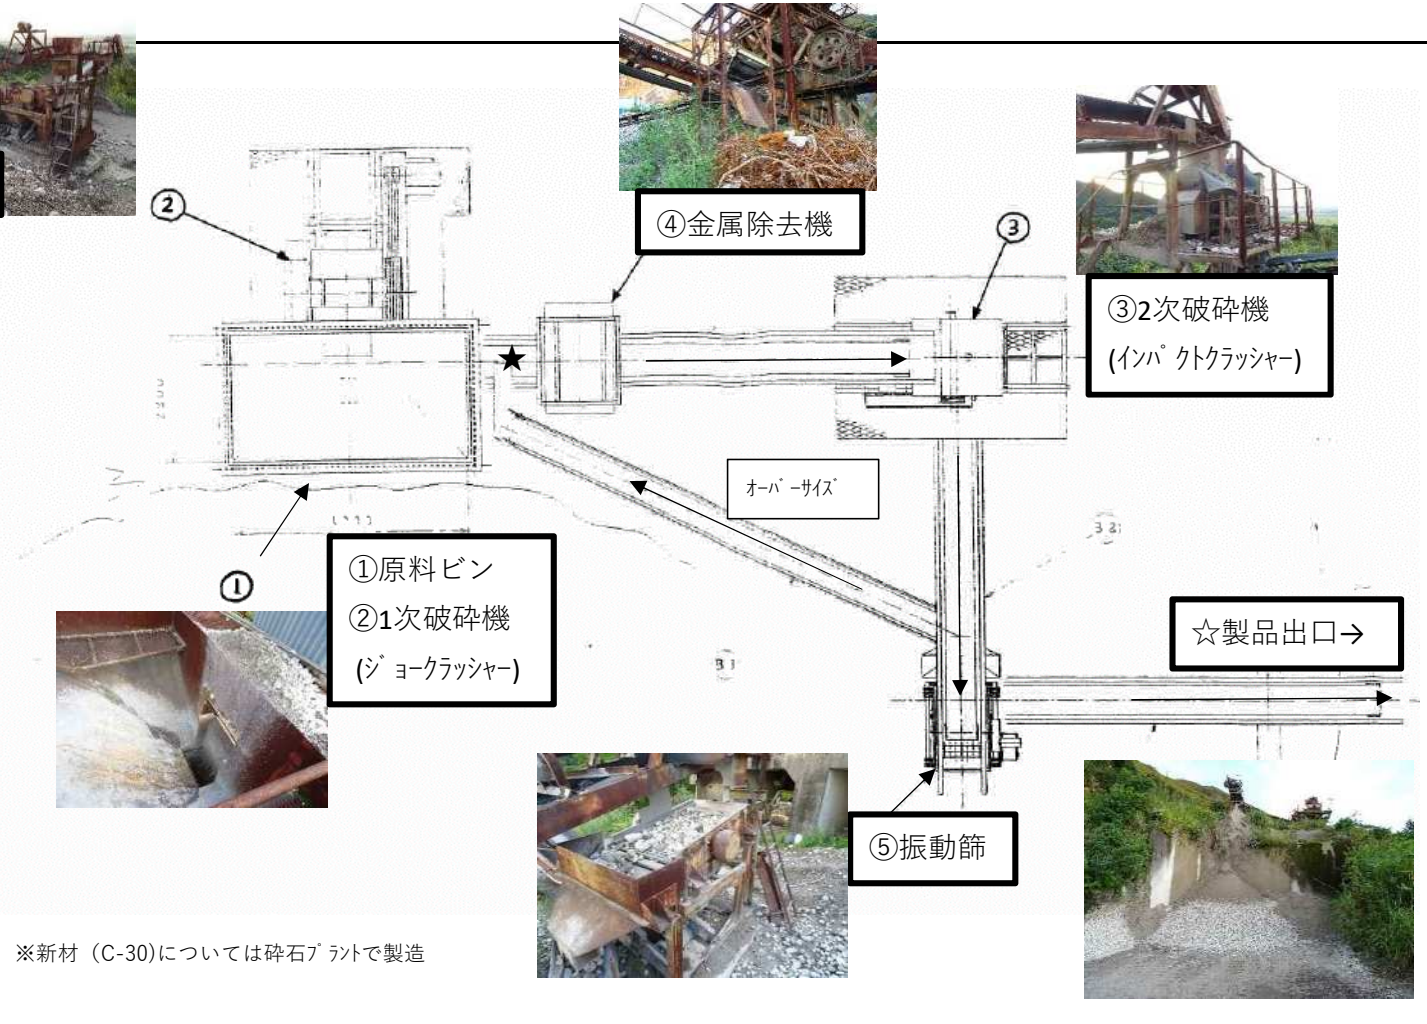 ②
④金属除去機
③
③2次破砕機
(ｲﾝﾊﾟｸﾄｸﾗｯｼｬｰ)
★
ｵｰﾊﾞｰｻｲｽﾞ
①
①原料ビン
②1次破砕機
(ｼﾞｮｰｸﾗｯｼｬｰ)
☆製品出口→
⑤振動篩
※新材（C-30)については砕石ﾌﾟﾗﾝﾄで製造